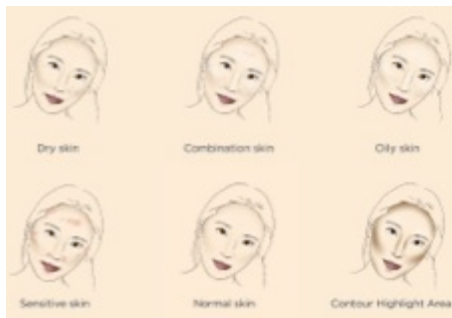 Dry skin
Combination skin
Oily skin
Sensitive skin
Normal skin
Contour Highlight Area